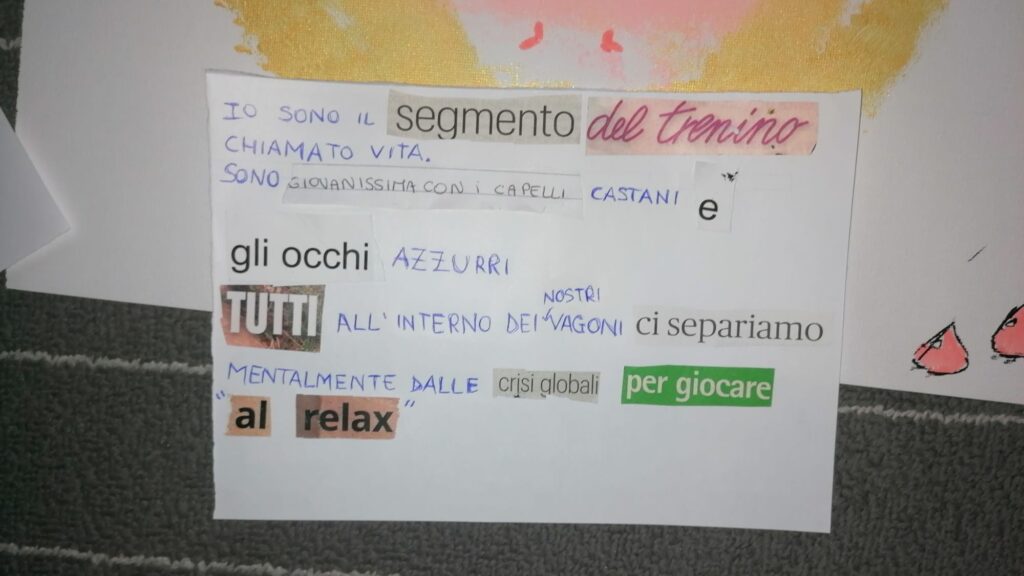 IO SONO IL segmento del trenino
CHIAMATO VITA.
SONO GIOVANISSIMA CON I CAPELLI CASTANI e
gli occhi AZZURRI
TUTTI ALL'INTERNO DEI NOSTRI VAGONI ci separiamo
MENTALMENTE DALLE crisi globali per giocare
"al relax"